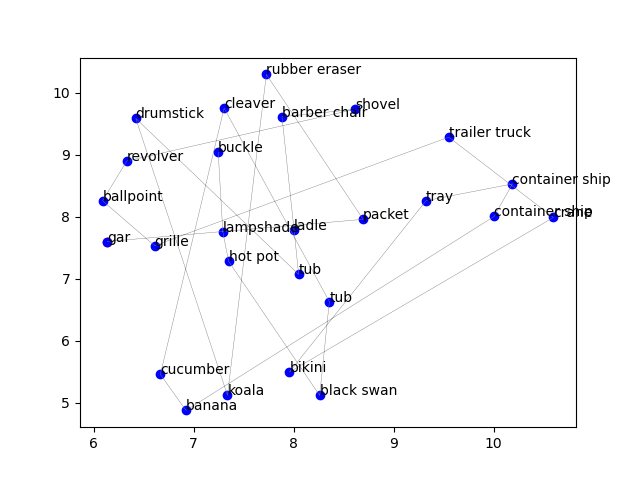 rubber eraser
cleaver
shovel
drumstick
barber chair
trailer truck
buckle
revolver
container ship
ballpoint
tray
container ship
crane
packet
lampshade
ladle
gar
grille
hot pot
tub
tub
cucumber
bikini
koala
black swan
banana
10
9
8
7
6
5
6 7 8 9 10